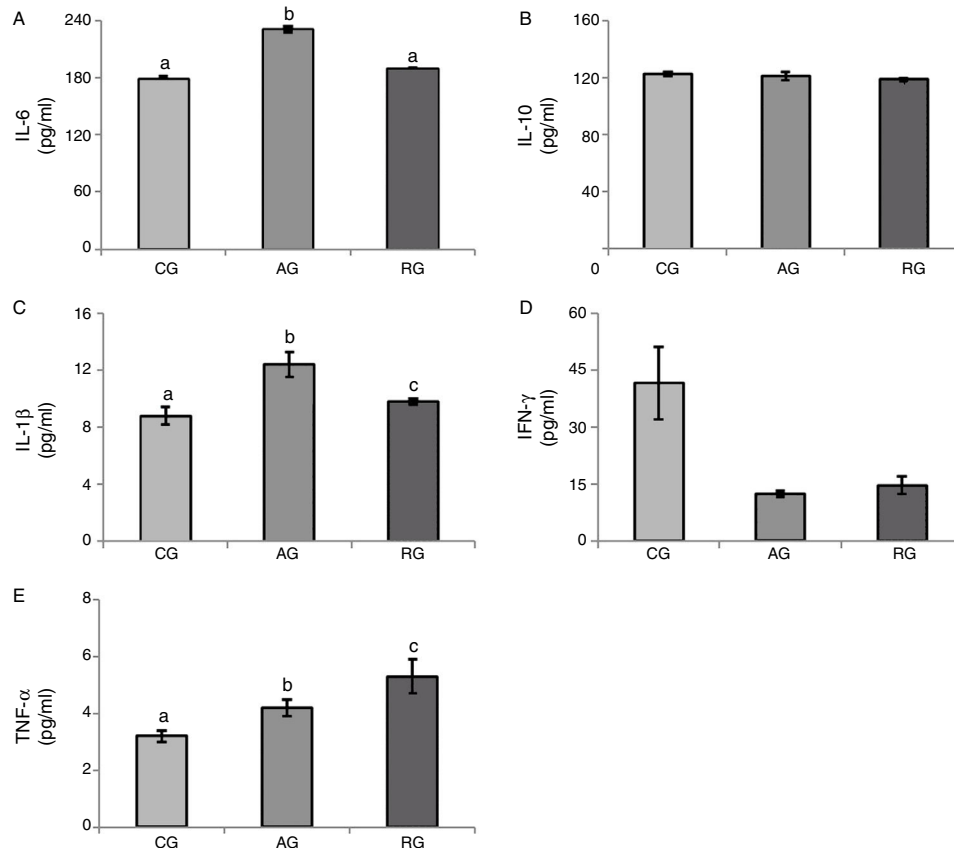 A
IL-6
(pg/ml)
240
180
120
60
0
a
b
a
CG AG RG
B
IL-10
(pg/ml)
160
120
80
40
0
CG AG RG
C
IL-1β
(pg/ml)
16
12
8
4
0
a
b
c
CG AG RG
D
IFN-γ
(pg/ml)
60
45
30
15
0
CG AG RG
E
TNF-α
(pg/ml)
8
6
4
2
0
a
b
c
CG AG RG